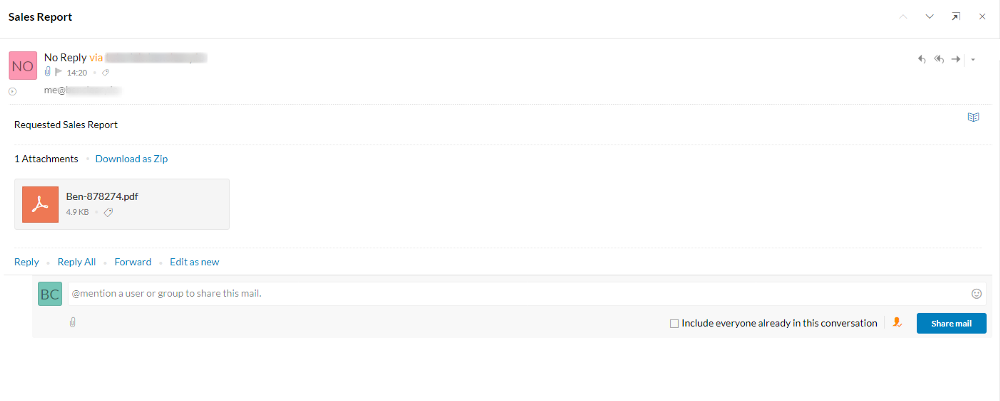 Sales Report
NO
No Reply via
14:20
me@
Requested Sales Report
1 Attachments • Download as Zip
Ben-878274.pdf
4.9 KB
Reply • Reply All • Forward • Edit as new
BC
@mention a user or group to share this mail.
Include everyone already in this conversation
Share mail